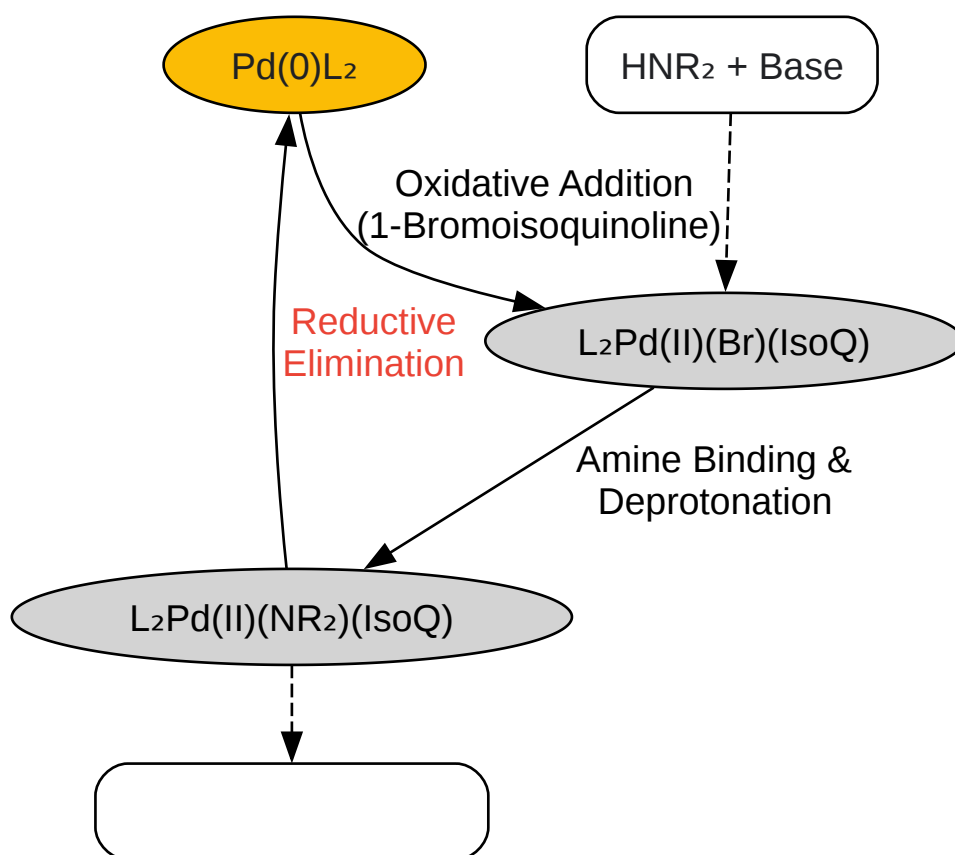 Pd(0)L₂
HNR₂ + Base
Oxidative Addition
(1-Bromoisoquinoline)
Reductive
Elimination
L₂Pd(II)(Br)(IsoQ)
Amine Binding &
Deprotonation
L₂Pd(II)(NR₂)(IsoQ)